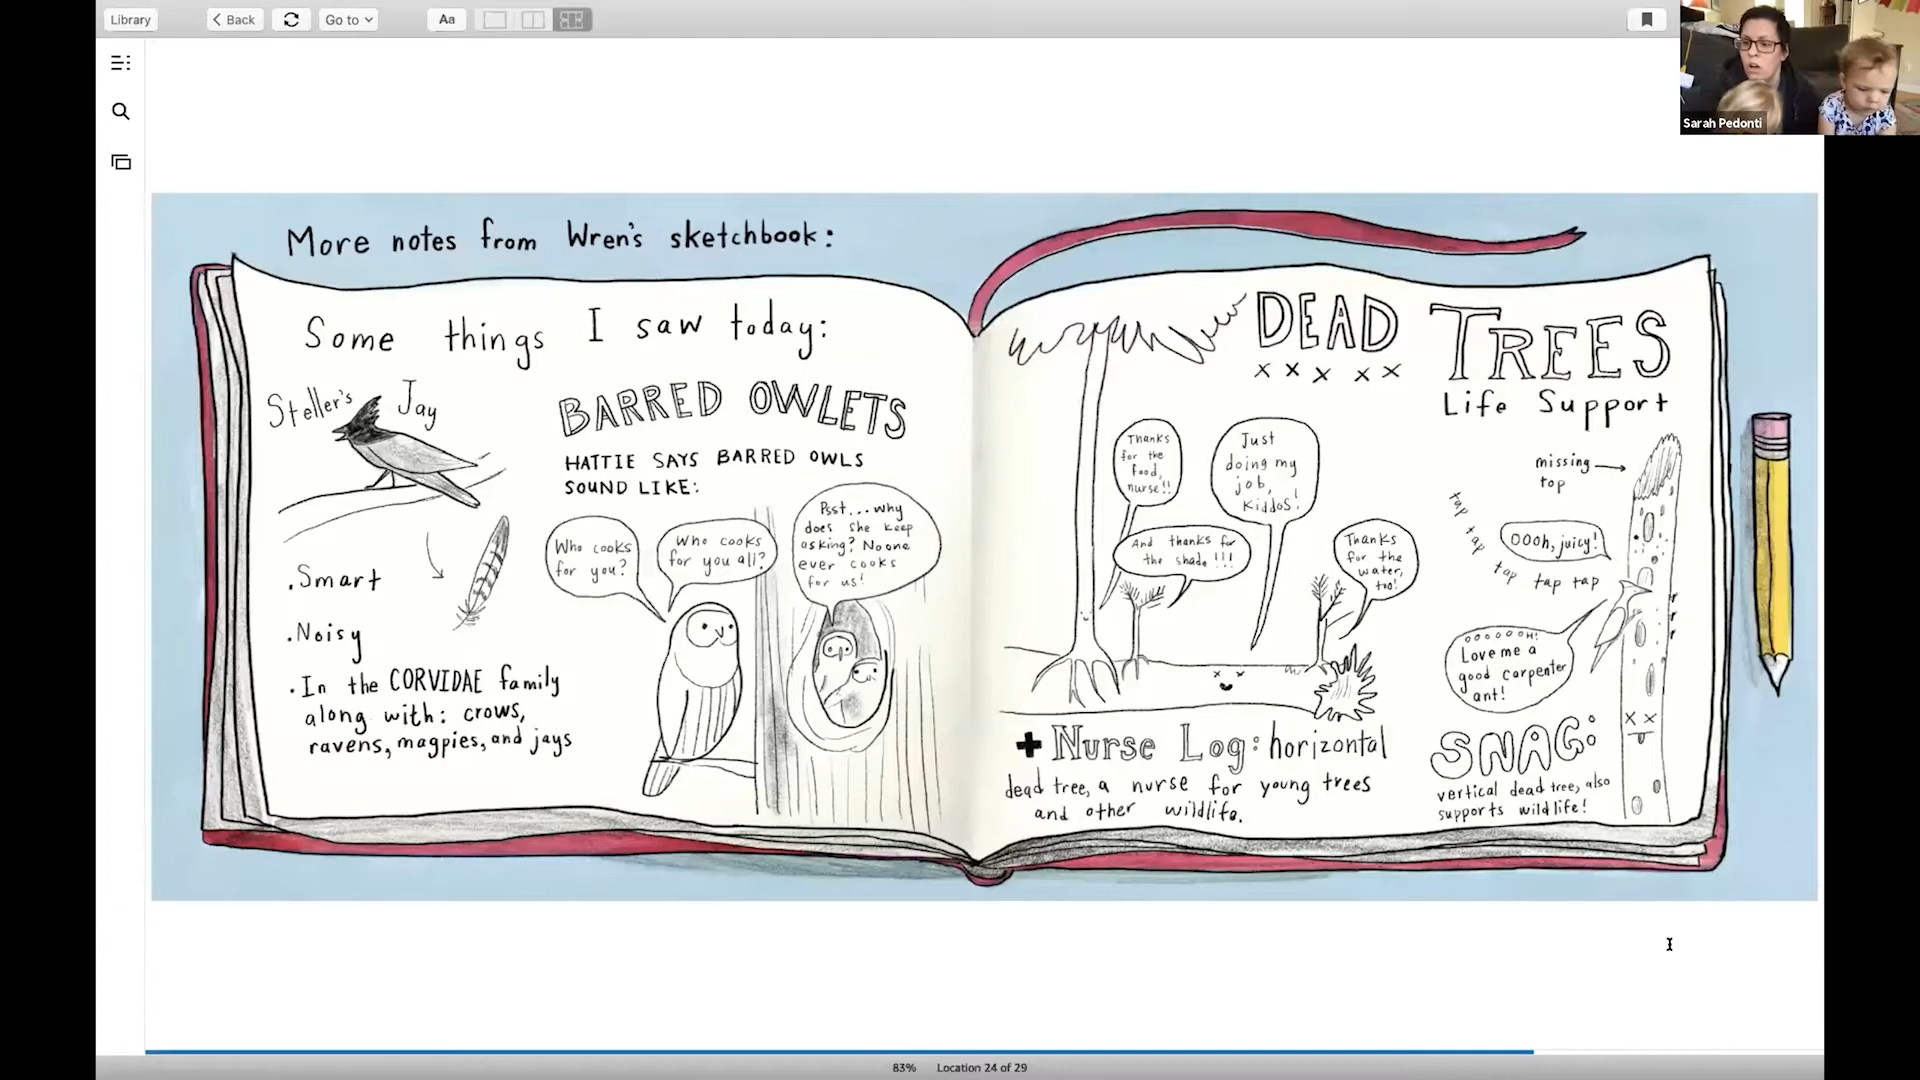 Library
Back
Go to
Aa
Sarah Pedonti
More notes from Wren's sketchbook:
Some things I saw today:
Steller's Jay
.Smart
.Noisy
.In the CORVIDAE family
along with: crows,
ravens, magpies, and jays
BARRED OWLETS
HATTIE SAYS BARRED OWLS
SOUND LIKE:
Who cooks
for you?
Who cooks
for you all?
Psst...why
does she keep
asking? No one
ever cooks
for us!
DEAD TREES
x x x x x
Life Support
Thanks
for the
food,
nurse!!
Just
doing my
job,
kiddos!
And thanks for
the shade!!!
Thanks
for the
water,
too!
+ Nurse Log: horizontal
dead tree, a nurse for young trees
and other wildlife.
missing
top
tap
tap
tap tap tap
Oooh, juicy!
ooooooH!
Love me a
good carpenter
ant!
SNAG:
vertical dead tree, also
supports wildlife!
83% Location 24 of 29